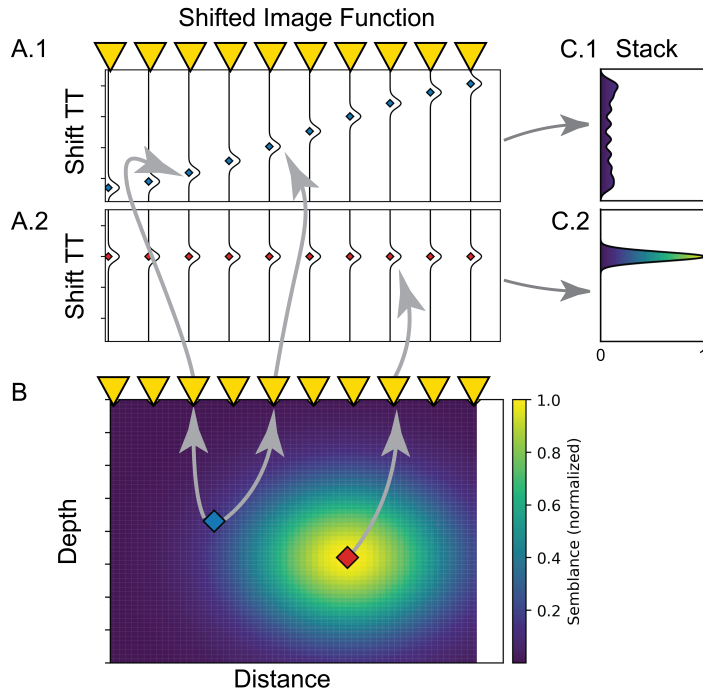 Shifted Image Function
A.1
C.1 Stack
Shift TT
A.2
C.2
Shift TT
0
1
B
Depth
Distance
1.0
0.8
0.6
0.4
0.2
Semblance (normalized)